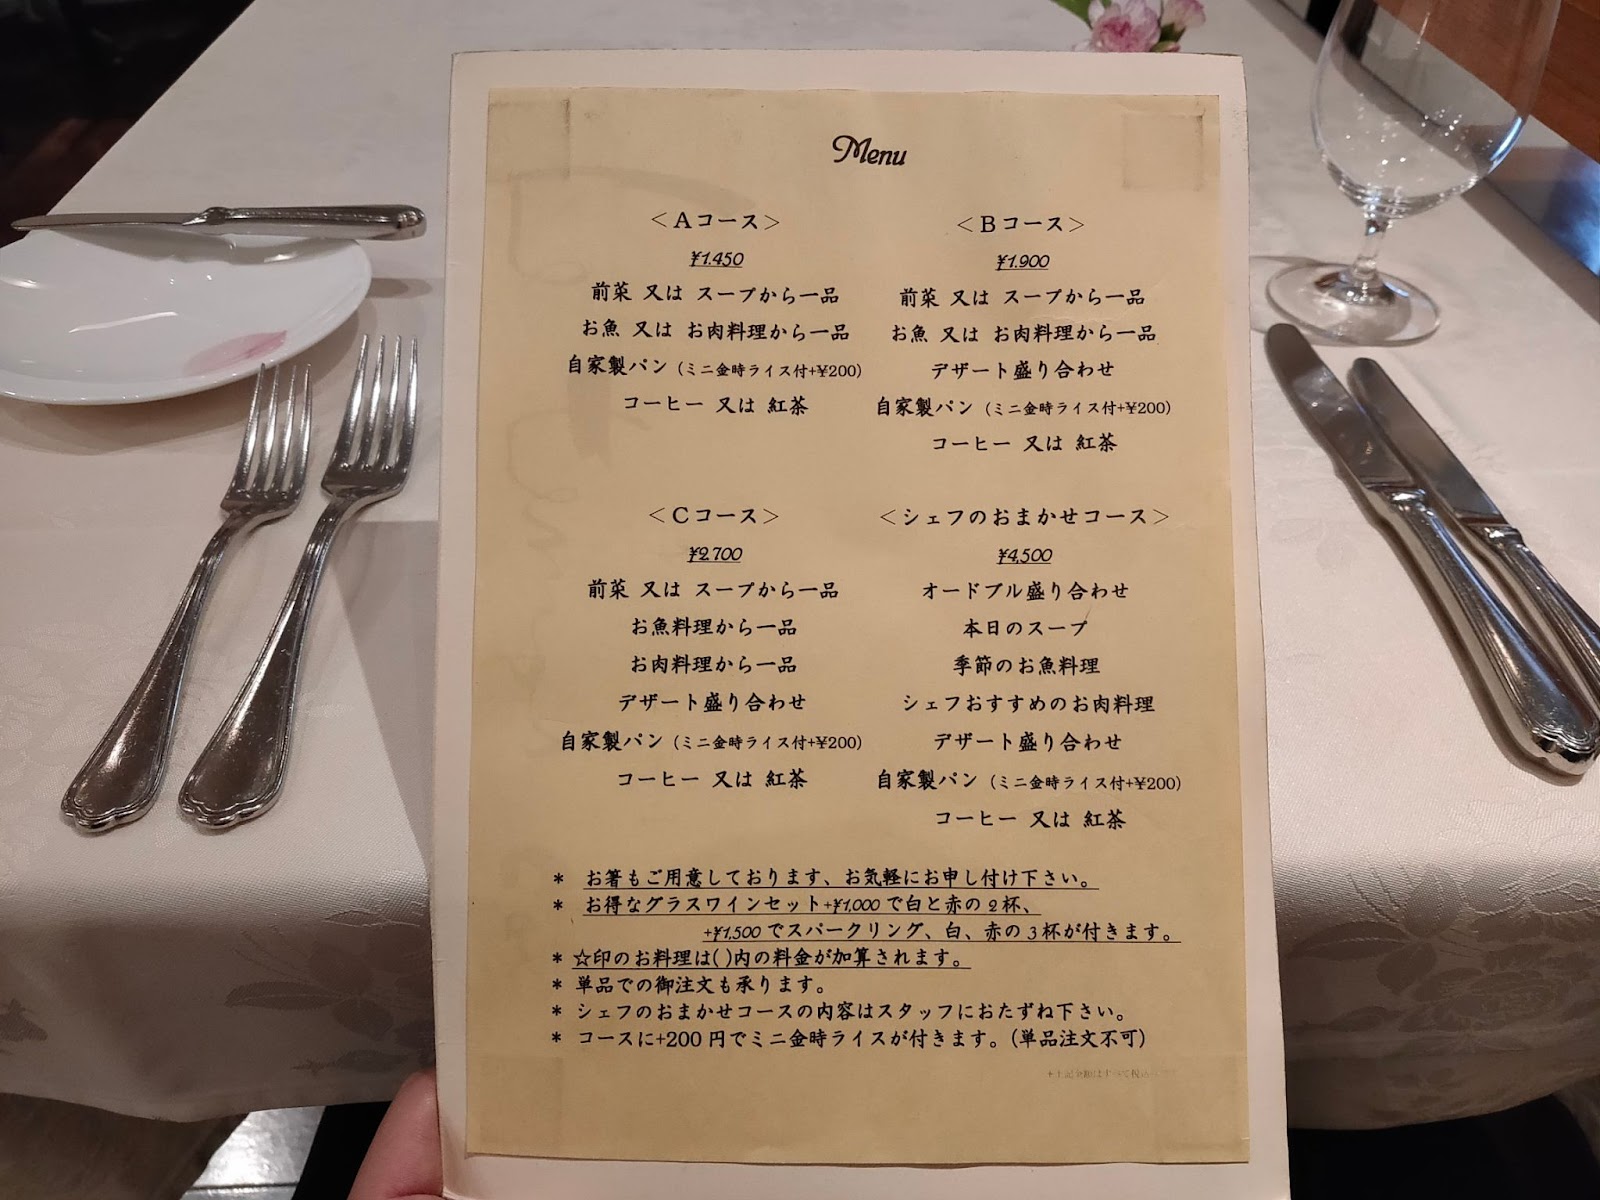 Menu
＜Aコース＞
¥1,450
前菜 又は スープから一品
お魚 又は お肉料理から一品
自家製パン (ミニ金時ライス付+¥200)
コーヒー 又は 紅茶
＜Bコース＞
¥1,900
前菜 又は スープから一品
お魚 又は お肉料理から一品
デザート盛り合わせ
自家製パン (ミニ金時ライス付+¥200)
コーヒー 又は 紅茶
＜Cコース＞
¥2,700
前菜 又は スープから一品
お魚料理から一品
お肉料理から一品
デザート盛り合わせ
自家製パン (ミニ金時ライス付+¥200)
コーヒー 又は 紅茶
＜シェフのおまかせコース＞
¥4,500
オードブル盛り合わせ
本日のスープ
季節のお魚料理
シェフおすすめのお肉料理
デザート盛り合わせ
自家製パン (ミニ金時ライス付+¥200)
コーヒー 又は 紅茶
＊ お箸もご用意しております、お気軽にお申し付け下さい。
＊ お得なグラスワインセット+¥1,000で白と赤の2杯、
+¥1,500でスパークリング、白、赤の3杯が付きます。
＊ ☆印のお料理は( )内の料金が加算されます。
＊ 単品での御注文も承ります。
＊ シェフのおまかせコースの内容はスタッフにおたずね下さい。
＊ コースに+200円でミニ金時ライスが付きます。(単品注文不可)